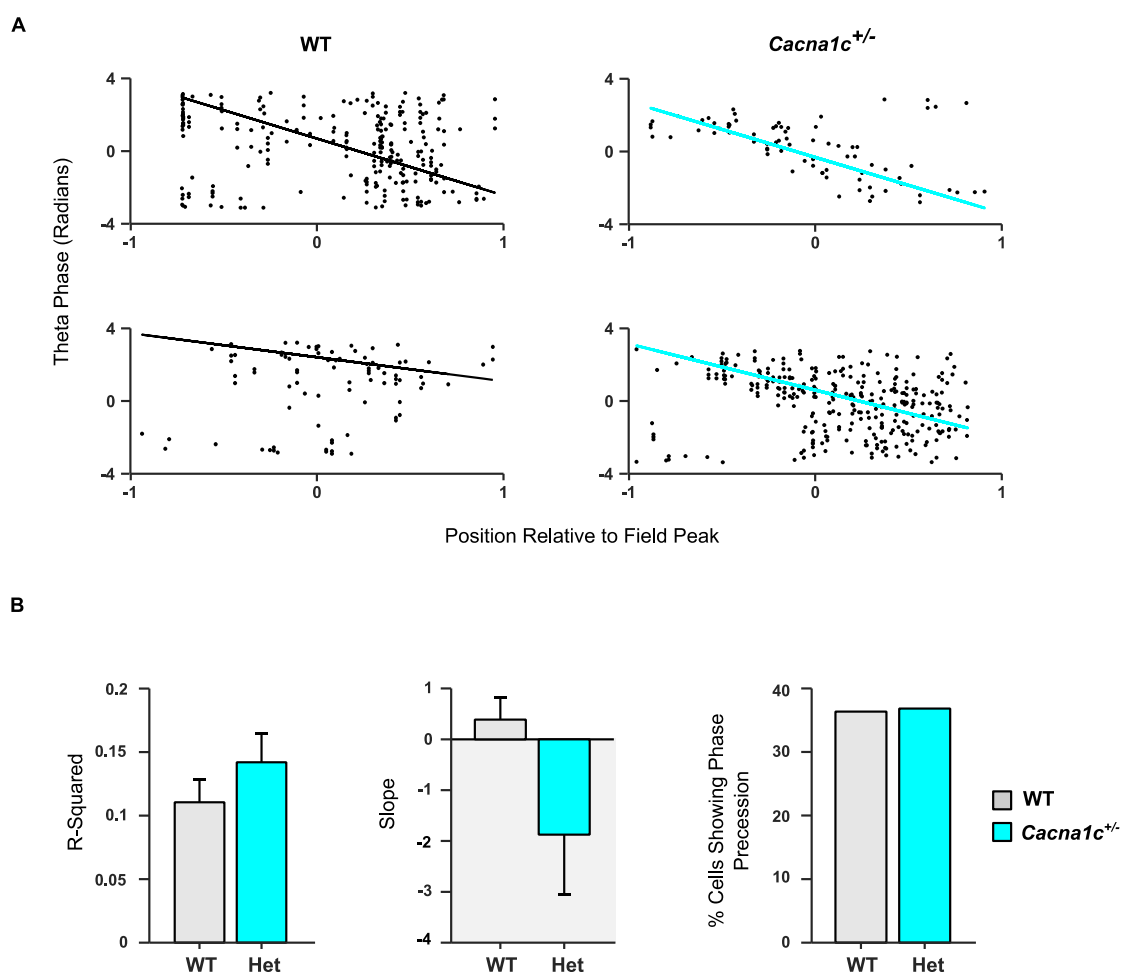 A
WT
Cacna1c+/-
Theta Phase (Radians)
4
0
-4
-1
0
1
4
0
-4
-1
0
1
4
0
-4
-1
0
1
4
0
-4
-1
0
1
Position Relative to Field Peak
B
R-Squared
0.2
0.15
0.1
0.05
0
WT
Het
Slope
1
0
-1
-2
-3
-4
WT
Het
% Cells Showing Phase
Precession
40
30
20
10
0
WT
Het
WT
Cacna1c+/-